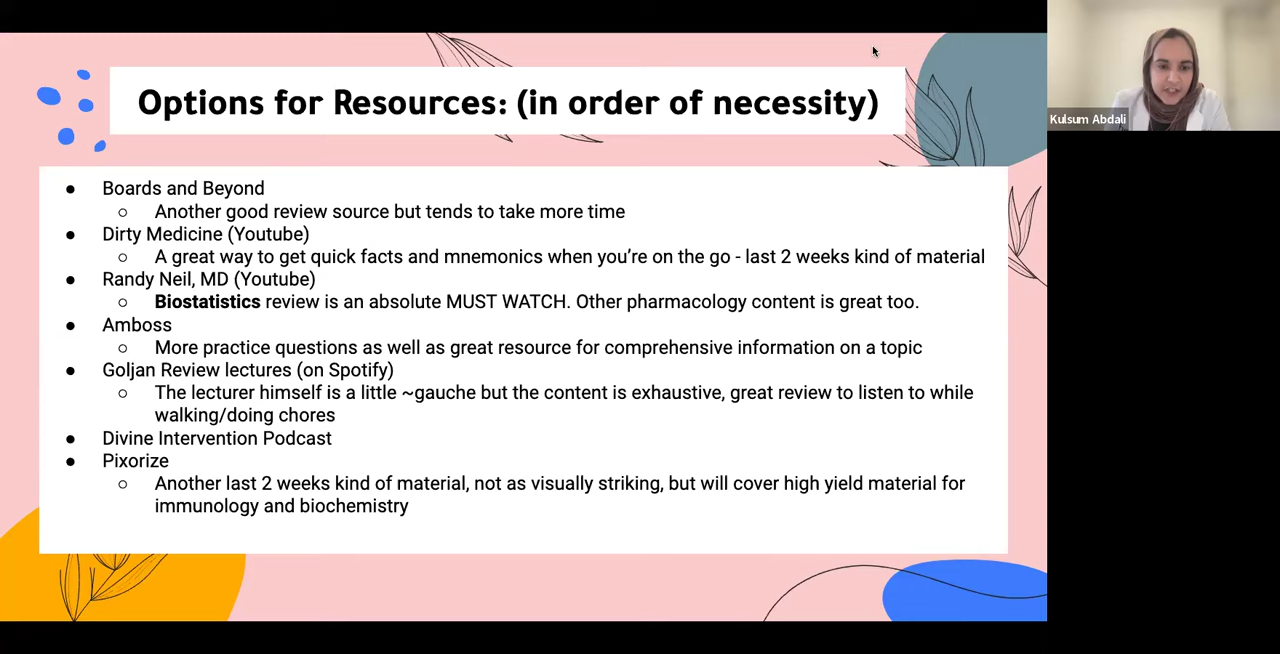 Options for Resources: (in order of necessity)
Kulsum Abdali
● Boards and Beyond
○ Another good review source but tends to take more time
● Dirty Medicine (Youtube)
○ A great way to get quick facts and mnemonics when you’re on the go - last 2 weeks kind of material
● Randy Neil, MD (Youtube)
○ Biostatistics review is an absolute MUST WATCH. Other pharmacology content is great too.
● Amboss
○ More practice questions as well as great resource for comprehensive information on a topic
● Goljan Review lectures (on Spotify)
○ The lecturer himself is a little ~gauche but the content is exhaustive, great review to listen to while
walking/doing chores
● Divine Intervention Podcast
● Pixorize
○ Another last 2 weeks kind of material, not as visually striking, but will cover high yield material for
immunology and biochemistry